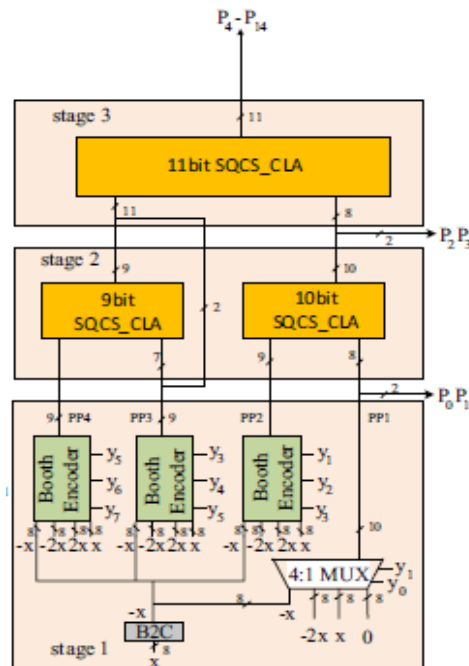 P4 - P14
stage 3
11
11bit SQCS_CLA
11
8
2
P2 P3
stage 2
9
10
9bit SQCS_CLA
2
10bit SQCS_CLA
7
9
8
2
P0 P1
9 PP4
PP3 9
PP2
PP1
Booth Encoder
y5
y6
y7
Booth Encoder
y3
y4
y5
Booth Encoder
y1
y2
y3
8 8 8 8
8 8 8 8
8 8 8 8
10
-x -2x 2x x
-x -2x 2x x
-x -2x 2x x
4:1 MUX
y1
y0
-x
8
8 8 8
-2x x 0
B2C
8
x
stage 1